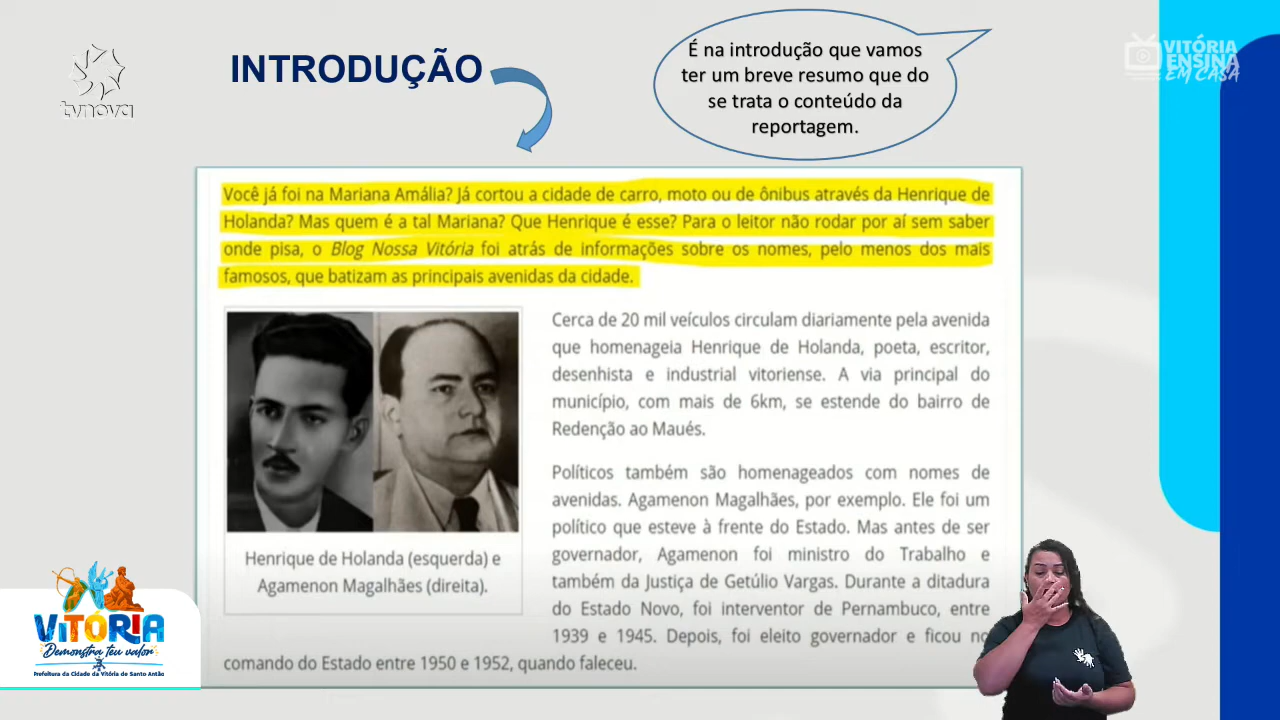 tvnova
INTRODUÇÃO
É na introdução que vamos
ter um breve resumo que do
se trata o conteúdo da
reportagem.
VITÓRIA
ENSINA
EM CASA
Você já foi na Mariana Amália? Já cortou a cidade de carro, moto ou de ônibus através da Henrique de
Holanda? Mas quem é a tal Mariana? Que Henrique é esse? Para o leitor não rodar por aí sem saber
onde pisa, o Blog Nossa Vitória foi atrás de informações sobre os nomes, pelo menos dos mais
famosos, que batizam as principais avenidas da cidade.
Cerca de 20 mil veículos circulam diariamente pela avenida
que homenageia Henrique de Holanda, poeta, escritor,
desenhista e industrial vitoriense. A via principal do
município, com mais de 6km, se estende do bairro de
Redenção ao Maués.
Políticos também são homenageados com nomes de
avenidas. Agamenon Magalhães, por exemplo. Ele foi um
político que esteve à frente do Estado. Mas antes de ser
governador, Agamenon foi ministro do Trabalho e
também da Justiça de Getúlio Vargas. Durante a ditadura
do Estado Novo, foi interventor de Pernambuco, entre
1939 e 1945. Depois, foi eleito governador e ficou no
comando do Estado entre 1950 e 1952, quando faleceu.
Henrique de Holanda (esquerda) e
Agamenon Magalhães (direita).
VITÓRIA
Demonstra teu valor
Prefeitura da Cidade da Vitória de Santo Antão